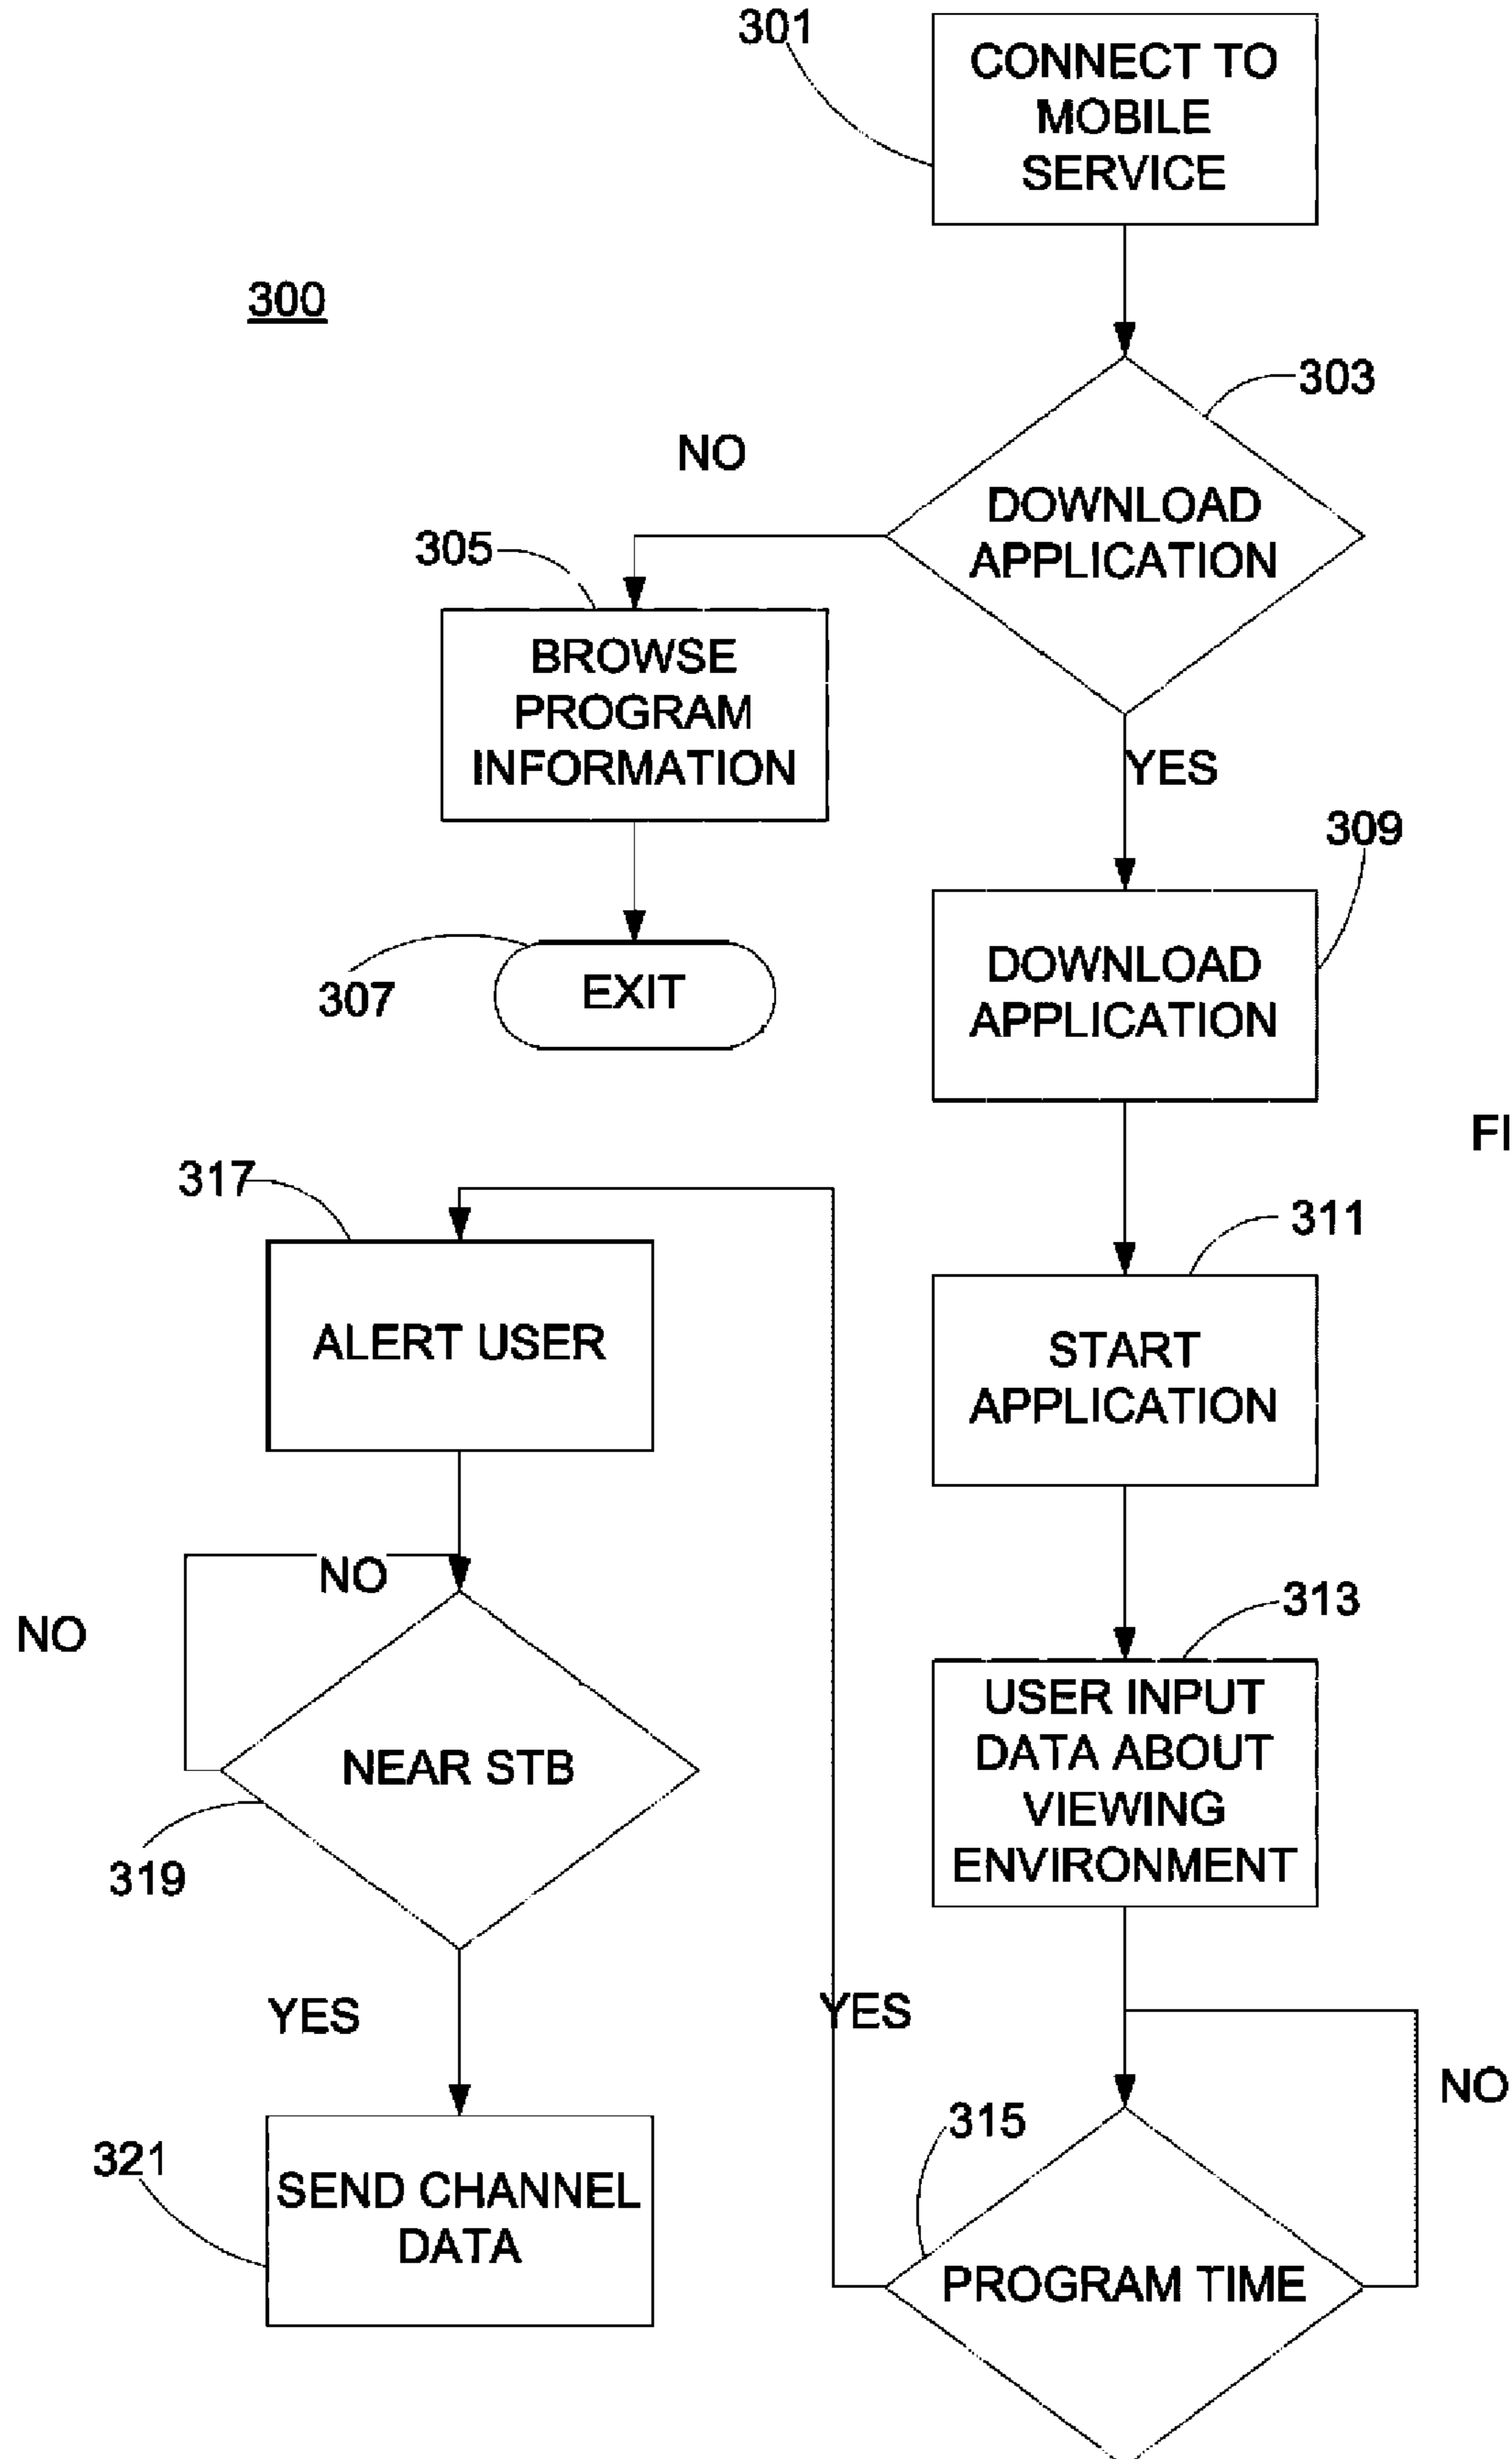 301
CONNECT TO
MOBILE
SERVICE
300
303
NO
DOWNLOAD
APPLICATION
305
BROWSE
PROGRAM
INFORMATION
YES
309
307
EXIT
DOWNLOAD
APPLICATION
FI
317
311
ALERT USER
START
APPLICATION
NO
NO
313
NEAR STB
USER INPUT
DATA ABOUT
VIEWING
ENVIRONMENT
319
YES
YES
NO
315
321
SEND CHANNEL
DATA
PROGRAM TIME